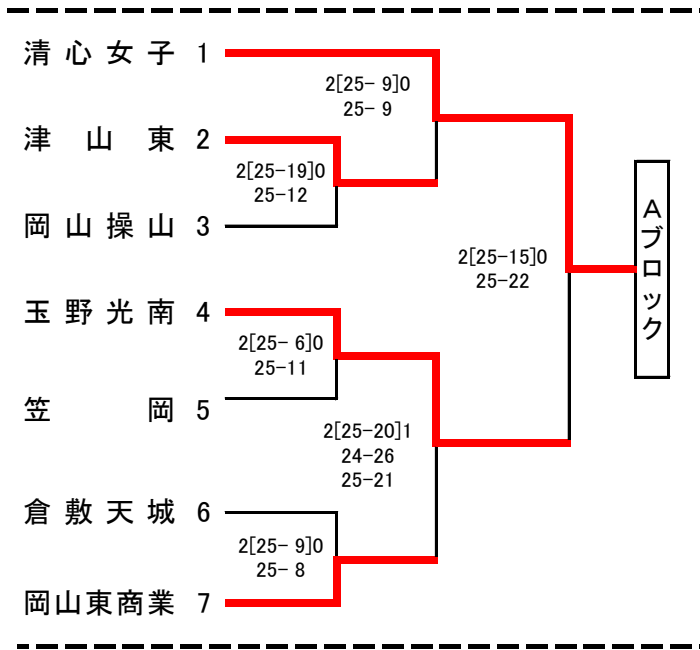 清心女子 1
2[25- 9]0
25- 9
津山東 2
2[25-19]0
25-12
岡山操山 3
2[25-15]0
25-22
Aブロック
玉野光南 4
2[25- 6]0
25-11
笠岡 5
2[25-20]1
24-26
25-21
倉敷天城 6
2[25- 9]0
25- 8
岡山東商業 7